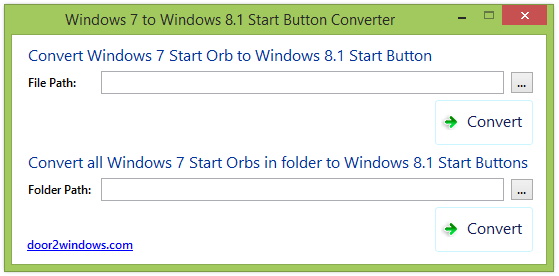 Windows 7 to Windows 8.1 Start Button Converter
Convert Windows 7 Start Orb to Windows 8.1 Start Button
File Path:
...
Convert
Convert all Windows 7 Start Orbs in folder to Windows 8.1 Start Buttons
Folder Path:
...
Convert
door2windows.com